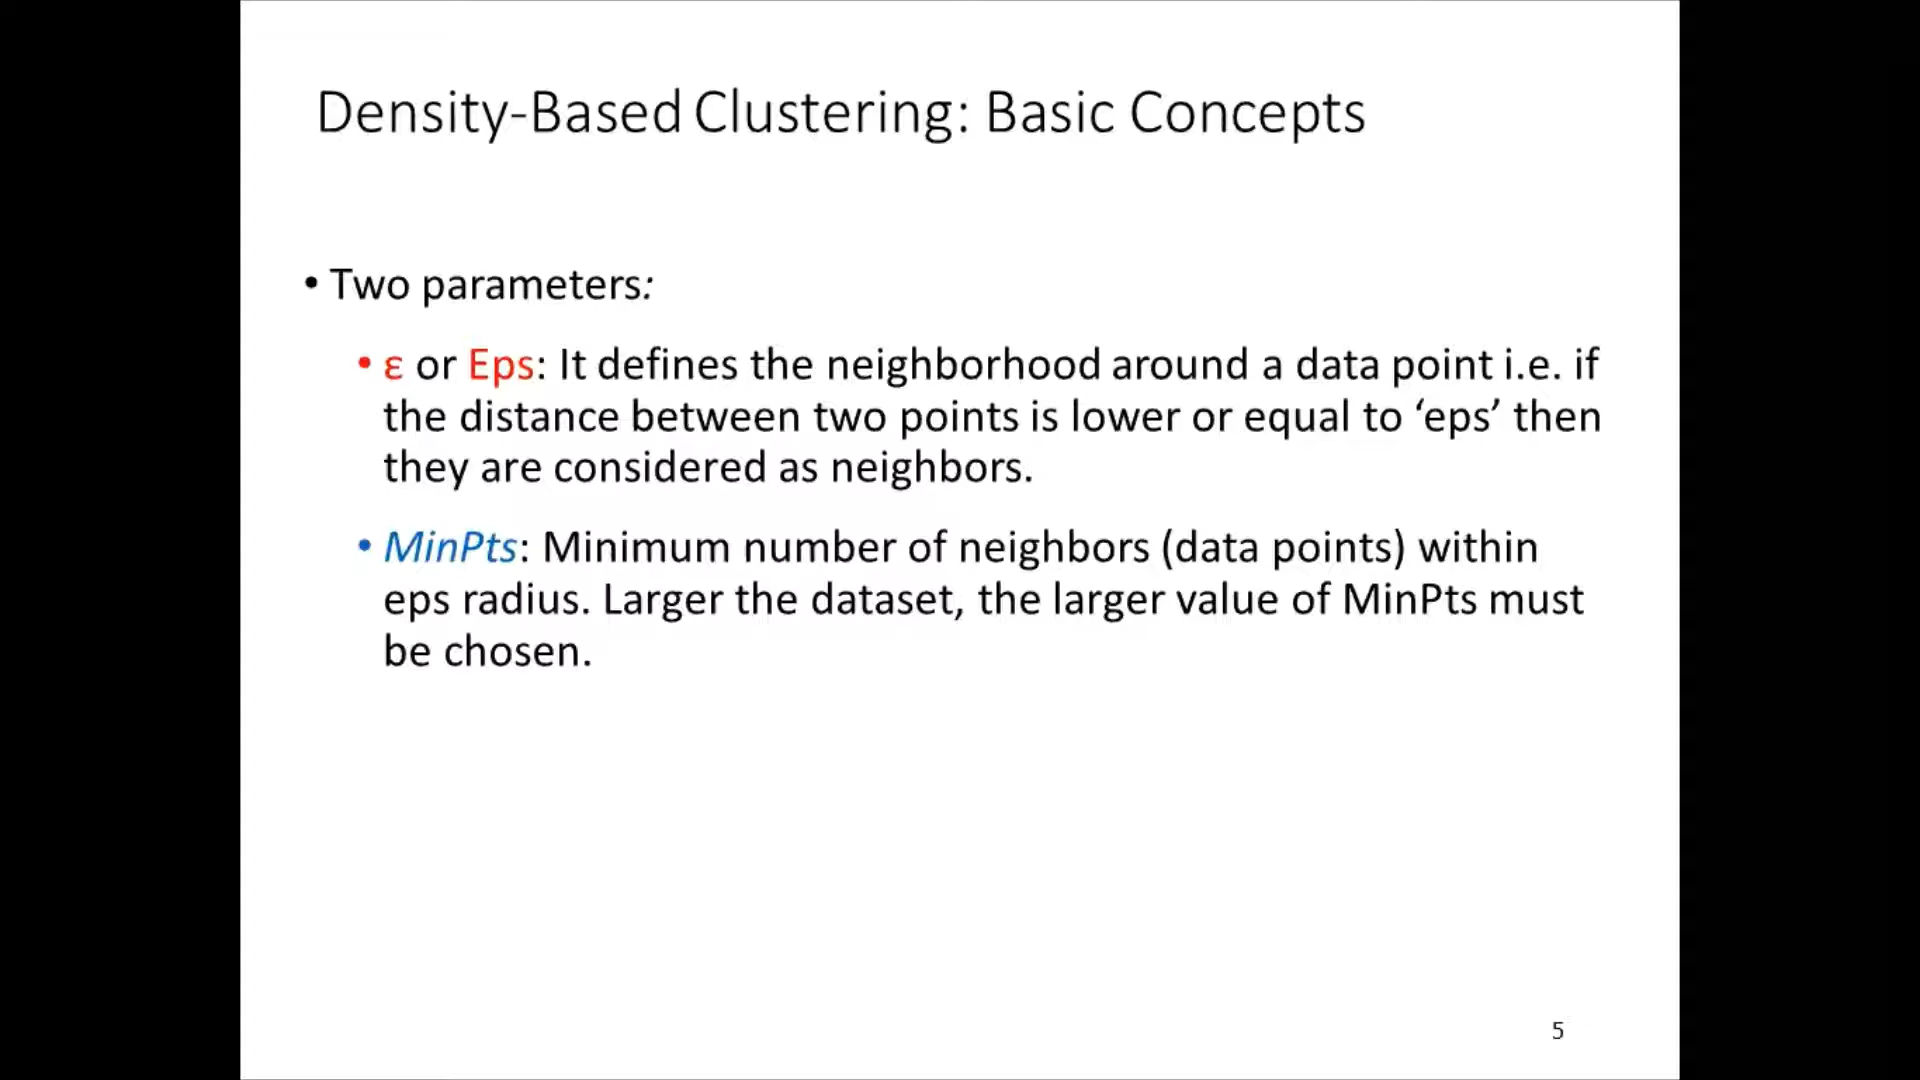 Density-Based Clustering: Basic Concepts
• Two parameters:
• ε or Eps: It defines the neighborhood around a data point i.e. if
the distance between two points is lower or equal to ‘eps’ then
they are considered as neighbors.
• MinPts: Minimum number of neighbors (data points) within
eps radius. Larger the dataset, the larger value of MinPts must
be chosen.
5